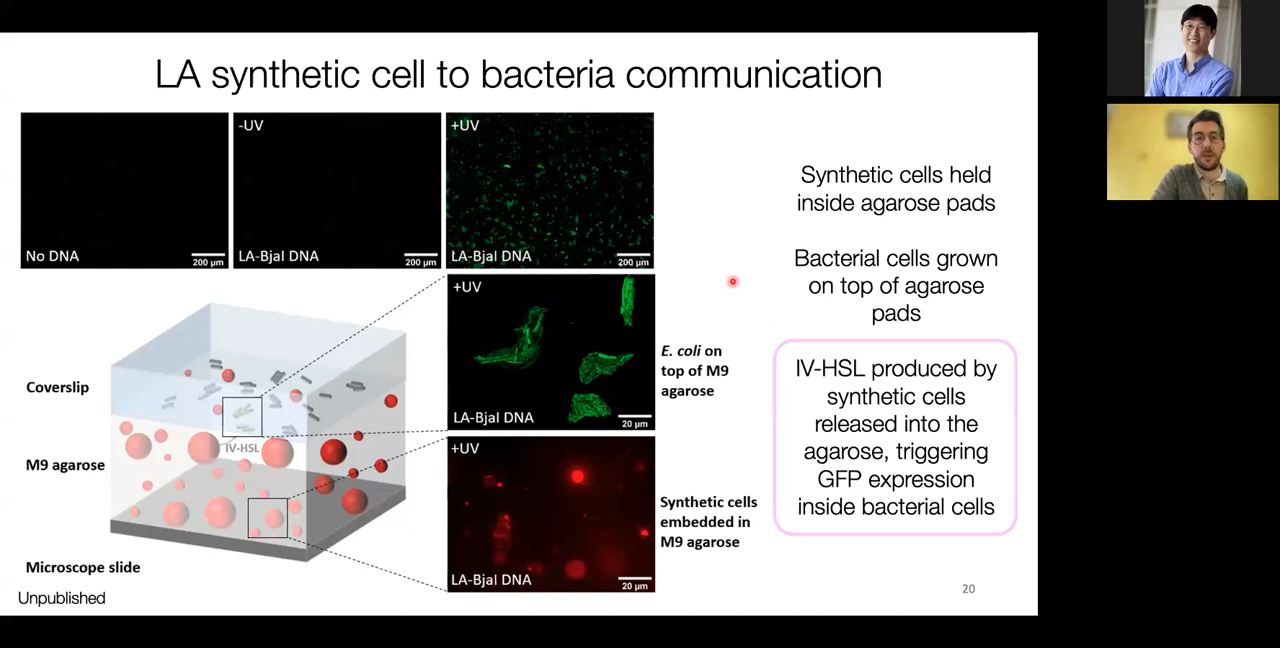 LA synthetic cell to bacteria communication
-UV
+UV
No DNA
200 µm
LA-BjaI DNA
200 µm
LA-BjaI DNA
200 µm
Synthetic cells held
inside agarose pads
Bacterial cells grown
on top of agarose
pads
+UV
LA-BjaI DNA
20 µm
E. coli on
top of M9
agarose
IV-HSL produced by
synthetic cells
released into the
agarose, triggering
GFP expression
inside bacterial cells
Coverslip
M9 agarose
IV-HSL
Microscope slide
+UV
LA-BjaI DNA
20 µm
Synthetic cells
embedded in
M9 agarose
Unpublished
20